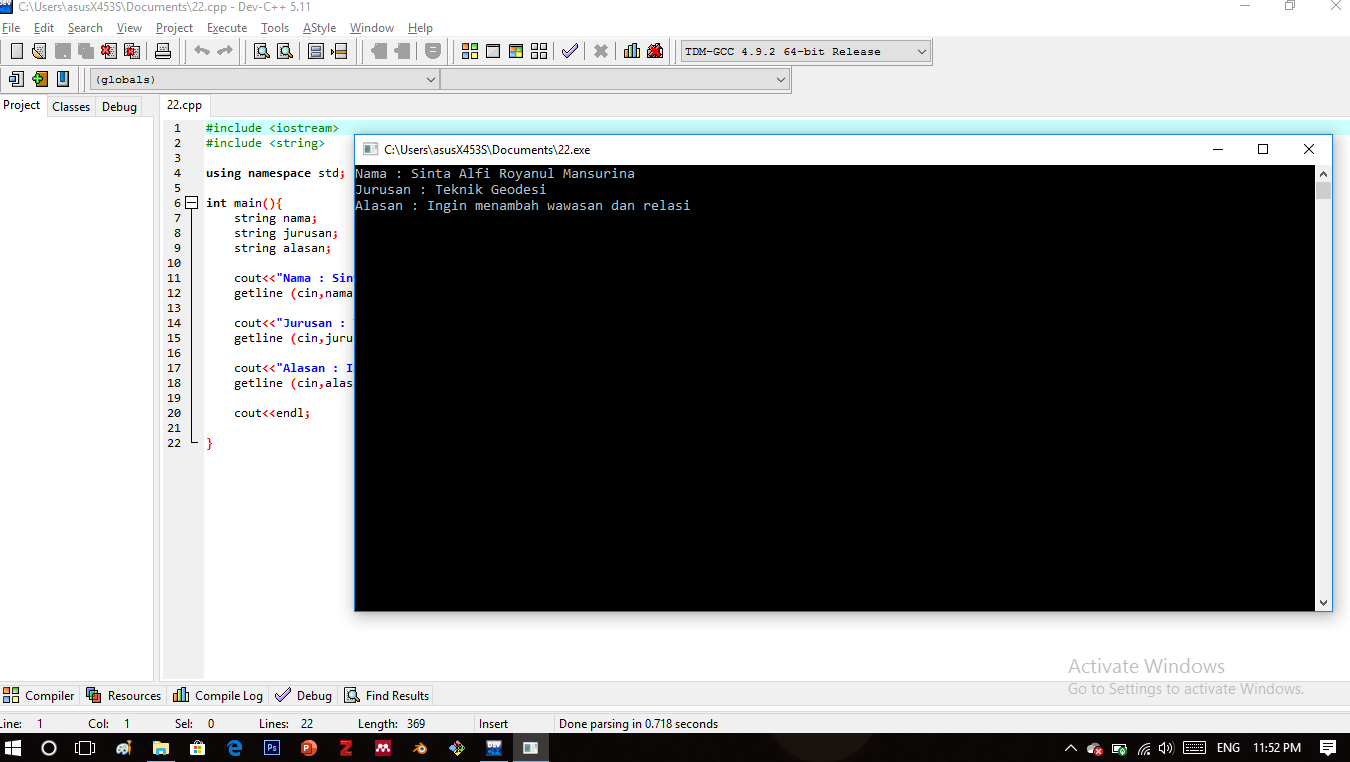 C:\Users\asusX453S\Documents\22.cpp - Dev-C++ 5.11
File Edit Search View Project Execute Tools AStyle Window Help
TDM-GCC 4.9.2 64-bit Release
(globals)
Project Classes Debug
22.cpp
1 #include <iostream>
2 #include <string>
3
4 using namespace std;
5
6 int main(){
7 string nama;
8 string jurusan;
9 string alasan;
10
11 cout<<"Nama : Sin
12 getline (cin,nama
13
14 cout<<"Jurusan :
15 getline (cin,juru
16
17 cout<<"Alasan : I
18 getline (cin,alas
19
20 cout<<endl;
21
22 }
C:\Users\asusX453S\Documents\22.exe
Nama : Sinta Alfi Royanul Mansurina
Jurusan : Teknik Geodesi
Alasan : Ingin menambah wawasan dan relasi
Activate Windows
Go to Settings to activate Windows.
Compiler Resources Compile Log Debug Find Results
Line: 1 Col: 1 Sel: 0 Lines: 22 Length: 369 Insert Done parsing in 0.718 seconds
ENG 11:52 PM